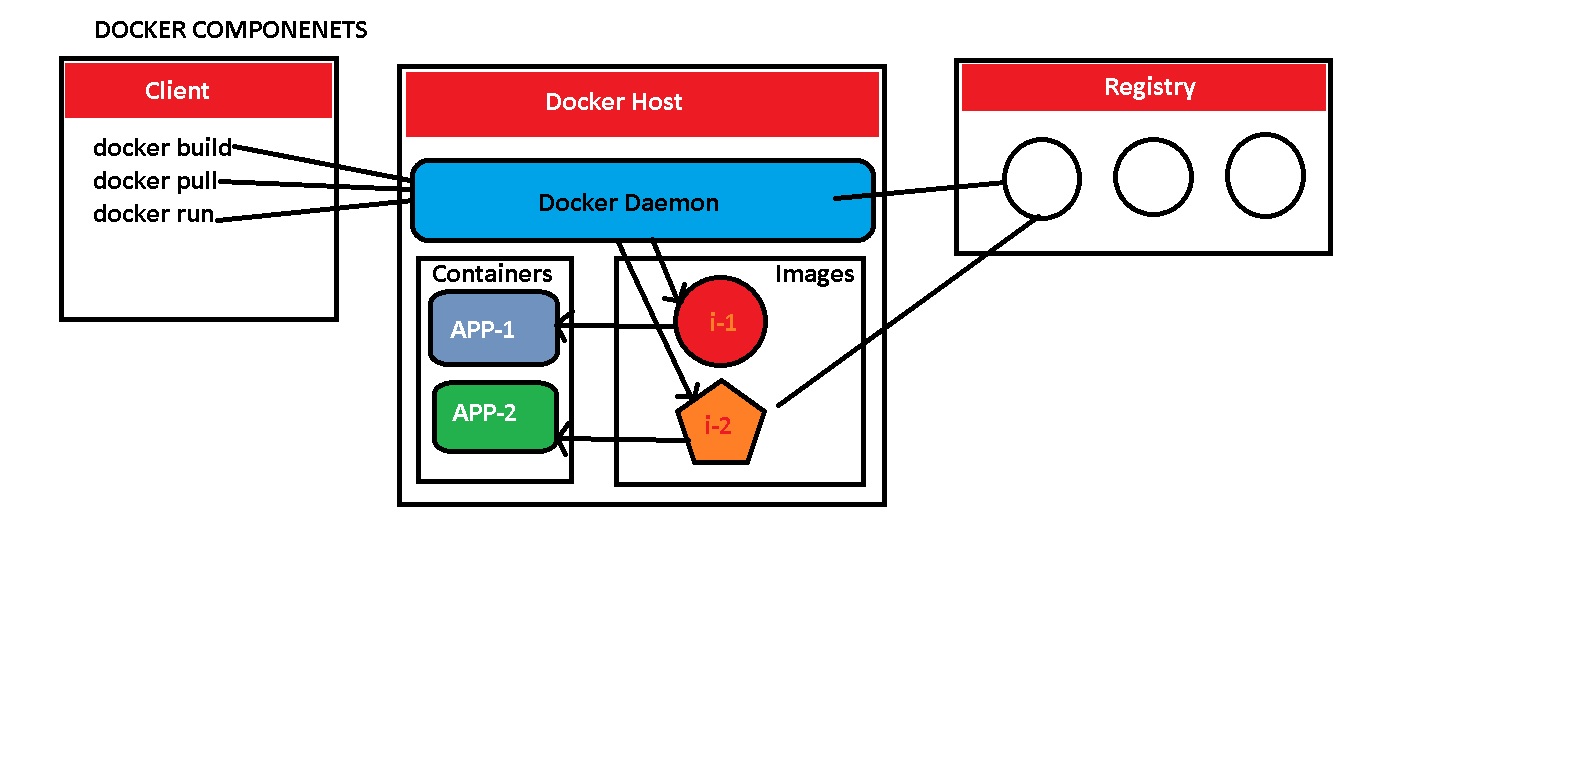 DOCKER COMPONENETS
Client
docker build
docker pull
docker run
Docker Host
Docker Daemon
Containers
APP-1
APP-2
Images
i-1
i-2
Registry